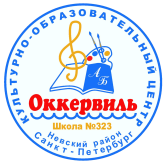 КУЛЬТУРНО-ОБРАЗОВАТЕЛЬНЫЙ ЦЕНТР
А Б
Оккервиль
Школа №323
Невский район
Санкт-Петербург